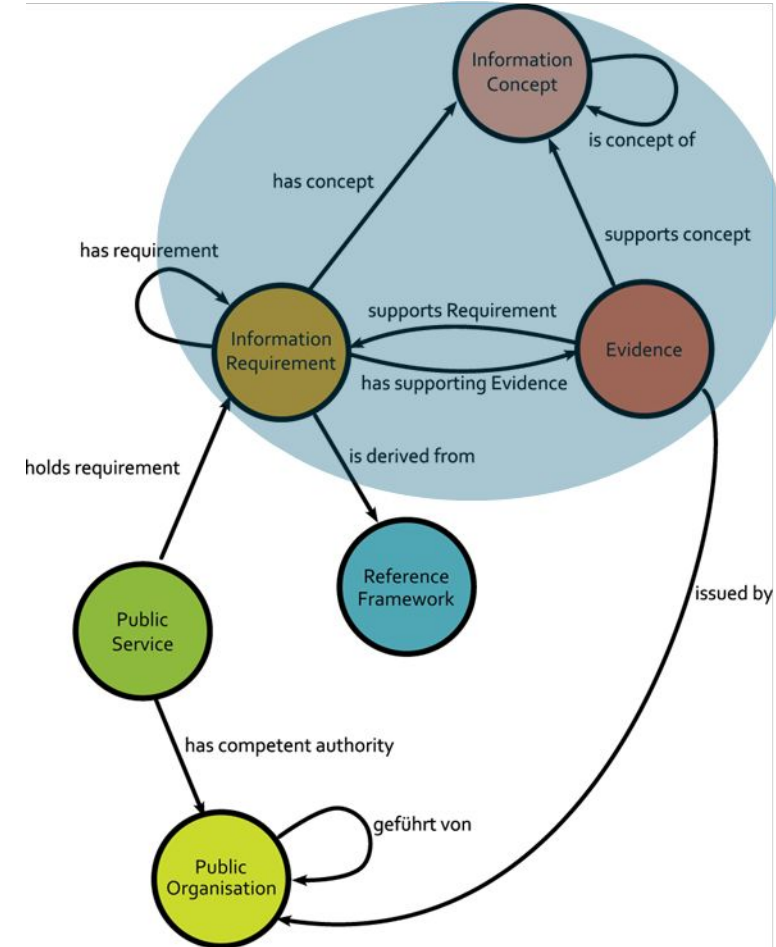 Information
Concept
is concept of
has concept
supports concept
has requirement
supports Requirement
Information
Requirement
Evidence
has supporting Evidence
is derived from
holds requirement
Reference
Framework
issued by
Public
Service
has competent authority
geführt von
Public
Organisation